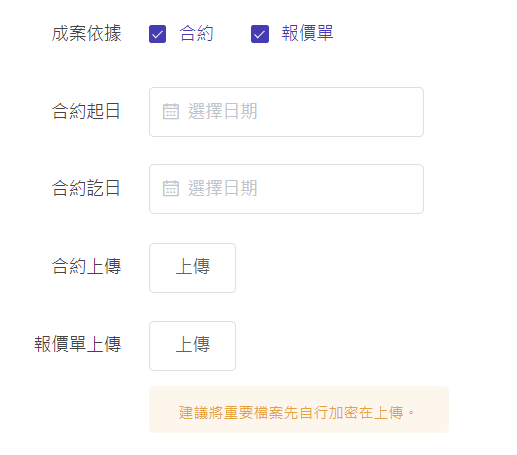 成案依據 合約 報價單
合約起日 選擇日期
合約訖日 選擇日期
合約上傳 上傳
報價單上傳 上傳
建議將重要檔案先自行加密在上傳。